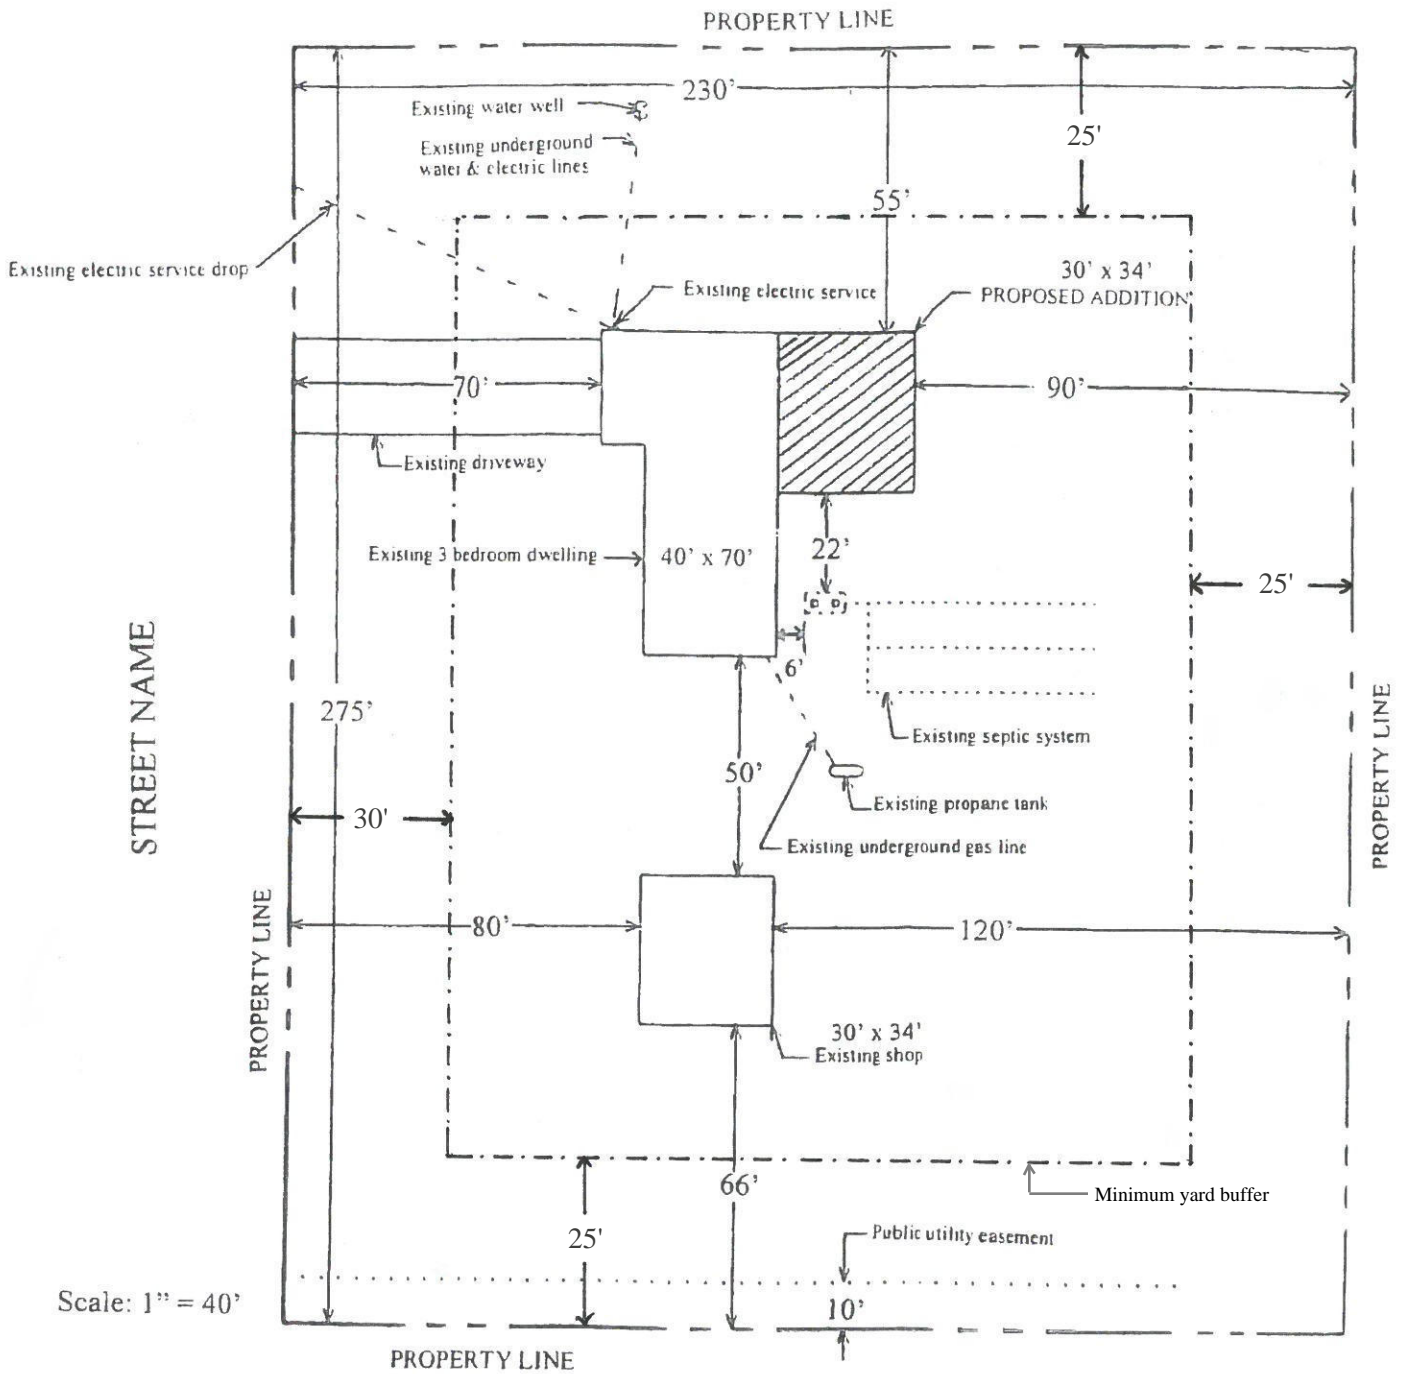 PROPERTY LINE
230'
Existing water well
25'
Existing underground
water & electric lines
55'
Existing electric service drop
30' x 34'
PROPOSED ADDITION
Existing electric service
70'
90'
Existing driveway
22'
Existing 3 bedroom dwelling
40' x 70'
25'
6'
STREET NAME
275'
PROPERTY LINE
Existing septic system
50'
Existing propane tank
30'
Existing underground gas line
80'
120'
PROPERTY LINE
30' x 34'
Existing shop
66'
Minimum yard buffer
25'
Public utility easement
Scale: 1" = 40'
10'
PROPERTY LINE